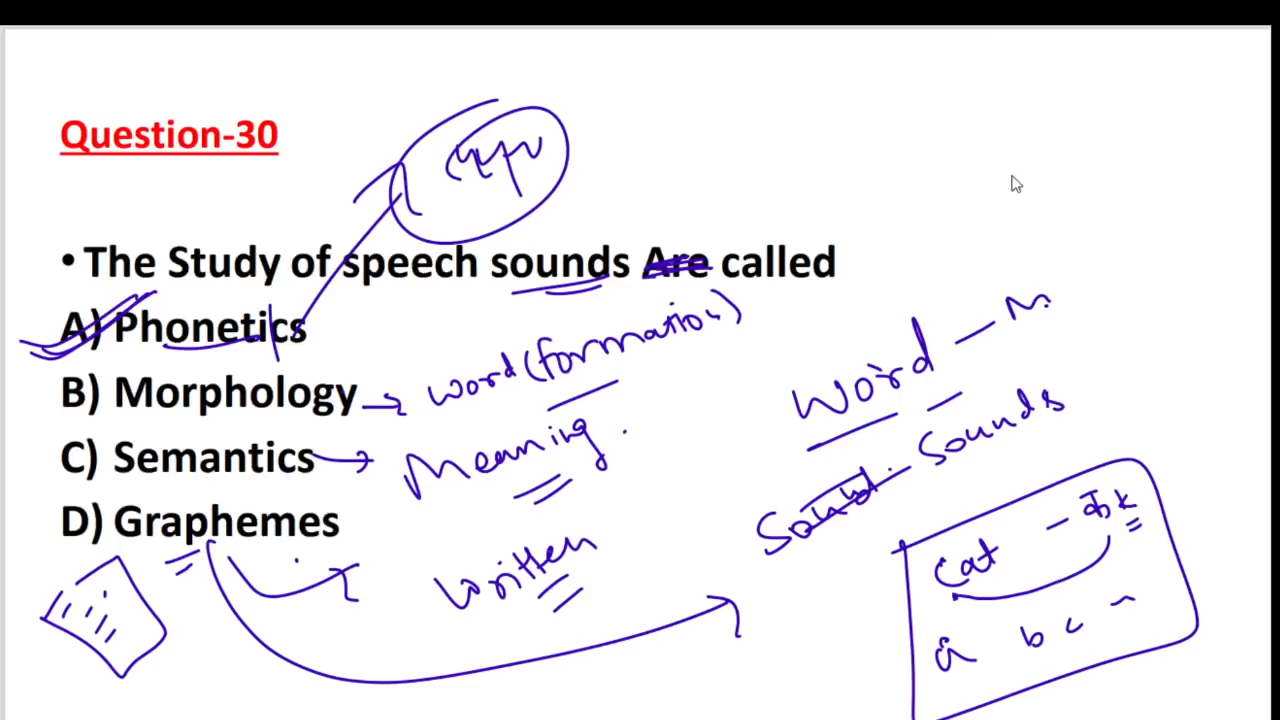 Question-30
• The Study of speech sounds Are called
A) Phonetics
B) Morphology → word (formation)
C) Semantics → Meaning.
D) Graphemes
Written
Word –
Sounds
Sound
Cat – क k
a b c